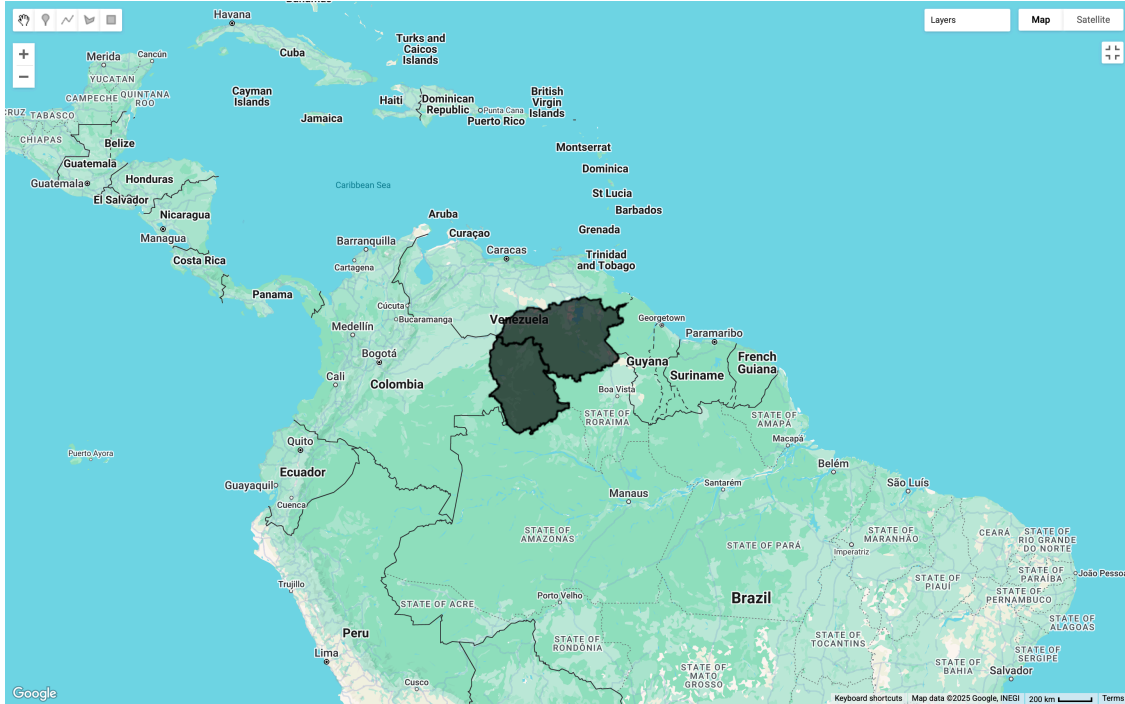 Havana
Layers
Map
Satellite
+
−
Merida
Cancún
Cuba
Turks and
Caicos
Islands
YUCATAN
CAMPECHE
QUINTANA
ROO
Cayman
Islands
Haiti
Dominican
Republic
Punta Cana
Puerto Rico
British
Virgin
Islands
Jamaica
TABASCO
CHIAPAS
Belize
Guatemala
Guatemala
Honduras
El Salvador
Nicaragua
Managua
Costa Rica
Panama
Caribbean Sea
Montserrat
Dominica
St Lucia
Barbados
Grenada
Trinidad
and Tobago
Aruba
Curaçao
Barranquilla
Cartagena
Caracas
Cúcuta
Bucaramanga
Venezuela
Medellín
Bogotá
Cali
Colombia
Georgetown
Paramaribo
Guyana
Suriname
French
Guiana
Boa Vista
STATE OF
RORAIMA
STATE OF
AMAPÁ
Macapá
Puerto Ayora
Quito
Ecuador
Guayaquil
Cuenca
Manaus
Santarém
Belém
São Luís
STATE OF
AMAZONAS
STATE OF PARÁ
STATE OF
MARANHÃO
Imperatriz
CEARÁ
STATE OF
RIO GRANDE
DO NORTE
STATE OF
PARAÍBA
João Pessoa
STATE OF
PIAUÍ
STATE OF
PERNAMBUCO
STATE OF
ALAGOAS
STATE OF
SERGIPE
Trujillo
STATE OF ACRE
Porto Velho
Brazil
Peru
Lima
Cusco
STATE OF
RONDÔNIA
STATE OF
MATO
GROSSO
STATE OF
TOCANTINS
STATE OF
BAHIA
Salvador
Google
Keyboard shortcuts
Map data ©2025 Google, INEGI
200 km
Terms